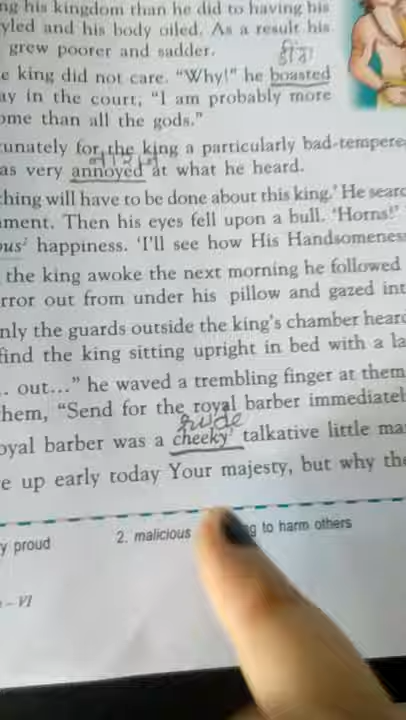 ng his kingdom than he did to having his
yled and his body oiled. As a result his
grew poorer and sadder.
e king did not care. "Why!" he boasted
ay in the court, "I am probably more
ome than all the gods."
unately for the king a particularly bad-tempere
as very annoyed at what he heard.
thing will have to be done about this king.' He searc
ment. Then his eyes fell upon a bull. 'Horns!'
ous² happiness. 'I'll see how His Handsomeness
the king awoke the next morning he followed
rror out from under his pillow and gazed int
nly the guards outside the king's chamber heard
find the king sitting upright in bed with a la
.. out..." he waved a trembling finger at them
hem, "Send for the royal barber immediatel
rude
oyal barber was a cheeky³ talkative little ma
e up early today Your majesty, but why the
y proud 2. malicious g to harm others
– VI